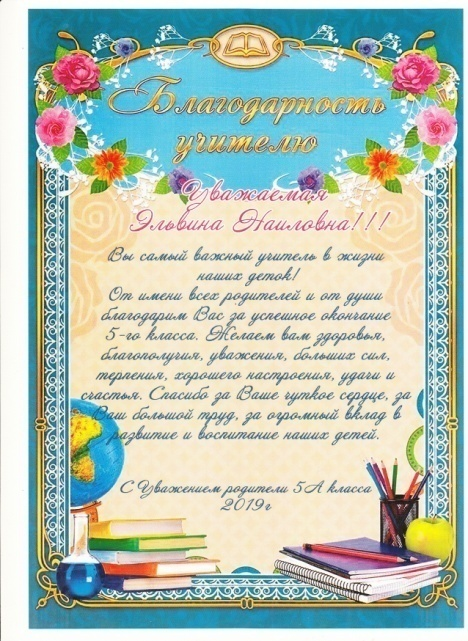 Благодарность
учителю
Уважаемая
Эльвина Наиловна!!!
Вы самый важный учитель в жизни
наших деток!
От имени всех родителей и от души
благодарим Вас за успешное окончание
5-го класса. Желаем вам здоровья,
благополучия, уважения, больших сил,
терпения, хорошего настроения, удачи и
счастья. Спасибо за Ваше чуткое сердце, за
Ваш большой труд, за огромный вклад в
развитие и воспитание наших детей.
С Уважением родители 5А класса
2019г